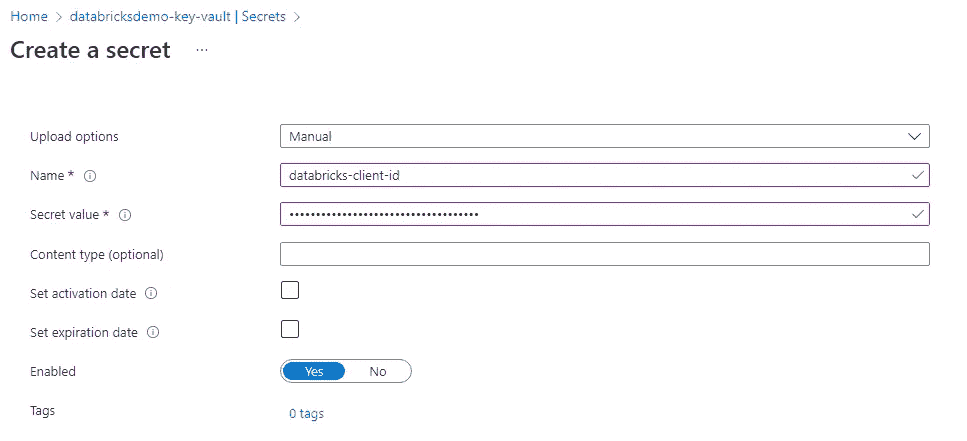 Home > databricksdemo-key-vault | Secrets >
Create a secret ...
Upload options Manual
Name * databricks-client-id
Secret value * ••••••••••••••••••••••••••••••••••••
Content type (optional)
Set activation date
Set expiration date
Enabled Yes No
Tags 0 tags